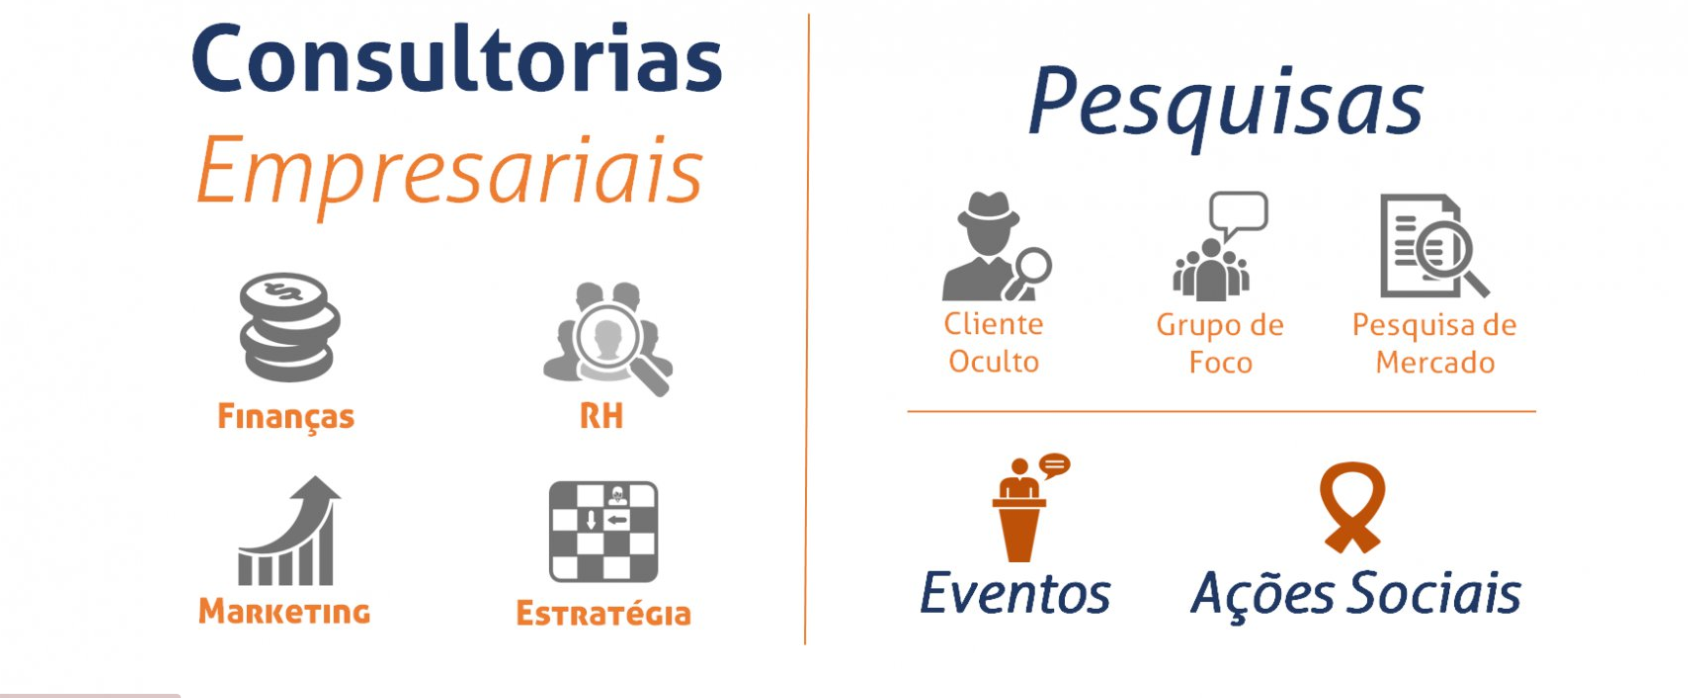 Consultorias
Empresariais
Finanças
RH
Marketing
Estratégia
Pesquisas
Cliente
Oculto
Grupo de
Foco
Pesquisa de
Mercado
Eventos
Ações Sociais